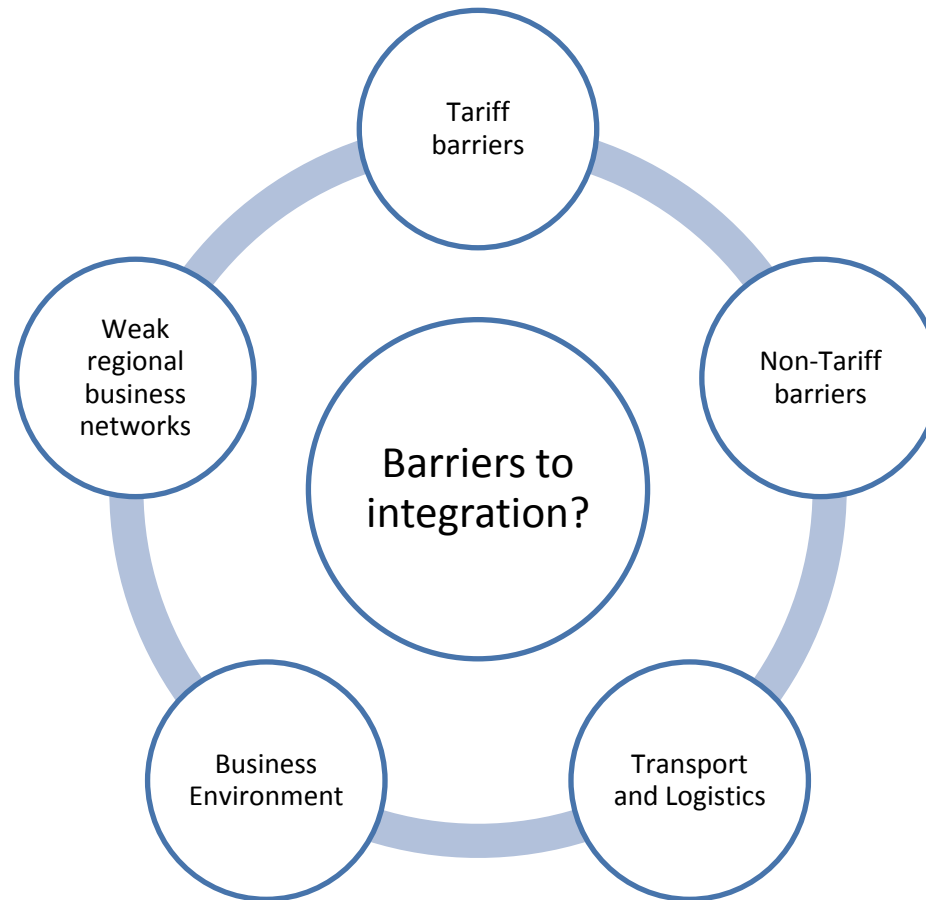 Tariff
barriers
Non-Tariff
barriers
Transport
and Logistics
Business
Environment
Weak
regional
business
networks
Barriers to
integration?